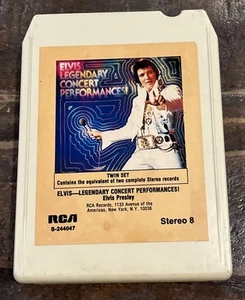 ELVIS
LEGENDARY
CONCERT
PERFORMANCES!
TWIN SET
Contains the equivalent of two complete Stereo records
ELVIS—LEGENDARY CONCERT PERFORMANCES!
Elvis Presley
RCA Records, 1133 Avenue of the
Americas, New York, N.Y. 10036
RCA
S-244047
Stereo 8